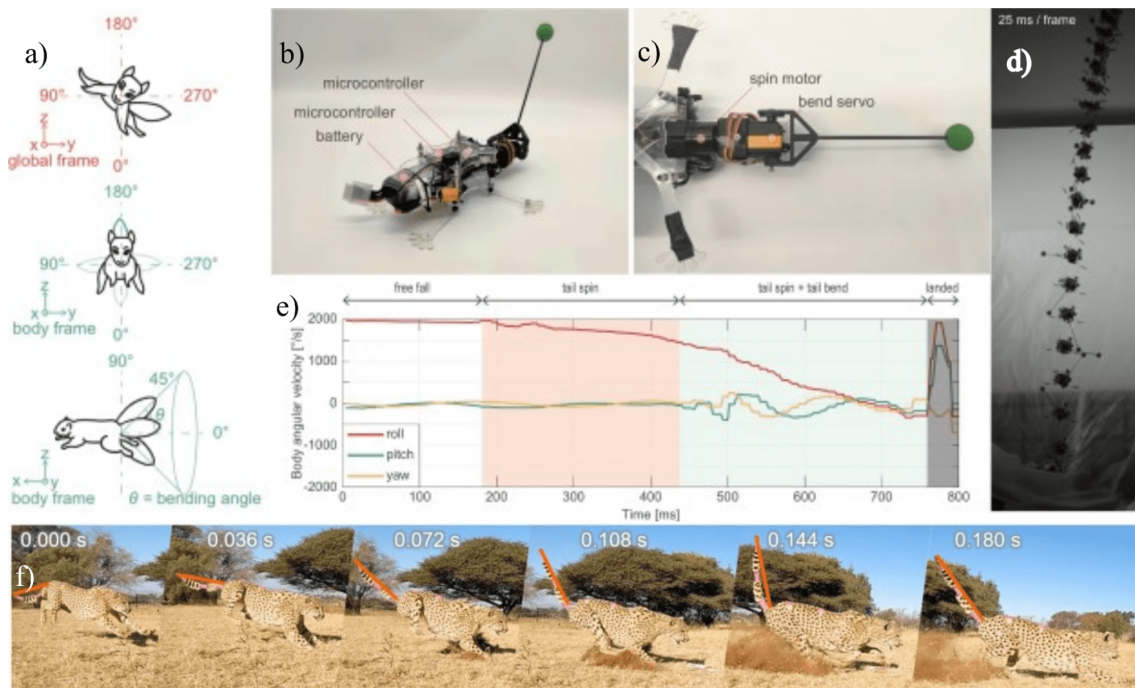 a)
180°
90°
270°
z
x
y
global frame
0°
180°
90°
270°
z
x
y
body frame
0°
90°
45°
θ
0°
z
x
y
body frame
θ = bending angle
b)
microcontroller
microcontroller
battery
c)
spin motor
bend servo
25 ms / frame
d)
e)
free fall
tail spin
tail spin + tail bend
landed
Body angular velocity [°/s]
2000
1000
0
-1000
-2000
roll
pitch
yaw
0
100
200
300
400
500
600
700
800
Time [ms]
f)
0.000 s
0.036 s
0.072 s
0.108 s
0.144 s
0.180 s